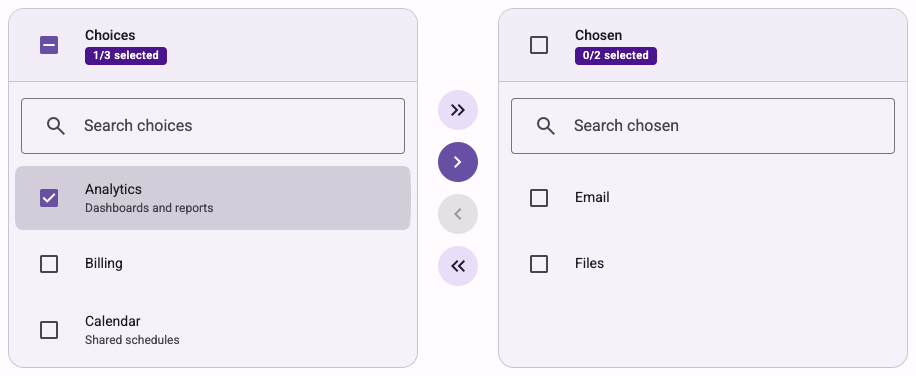 Choices
1/3 selected
Search choices
Analytics
Dashboards and reports
Billing
Calendar
Shared schedules
Chosen
0/2 selected
Search chosen
Email
Files